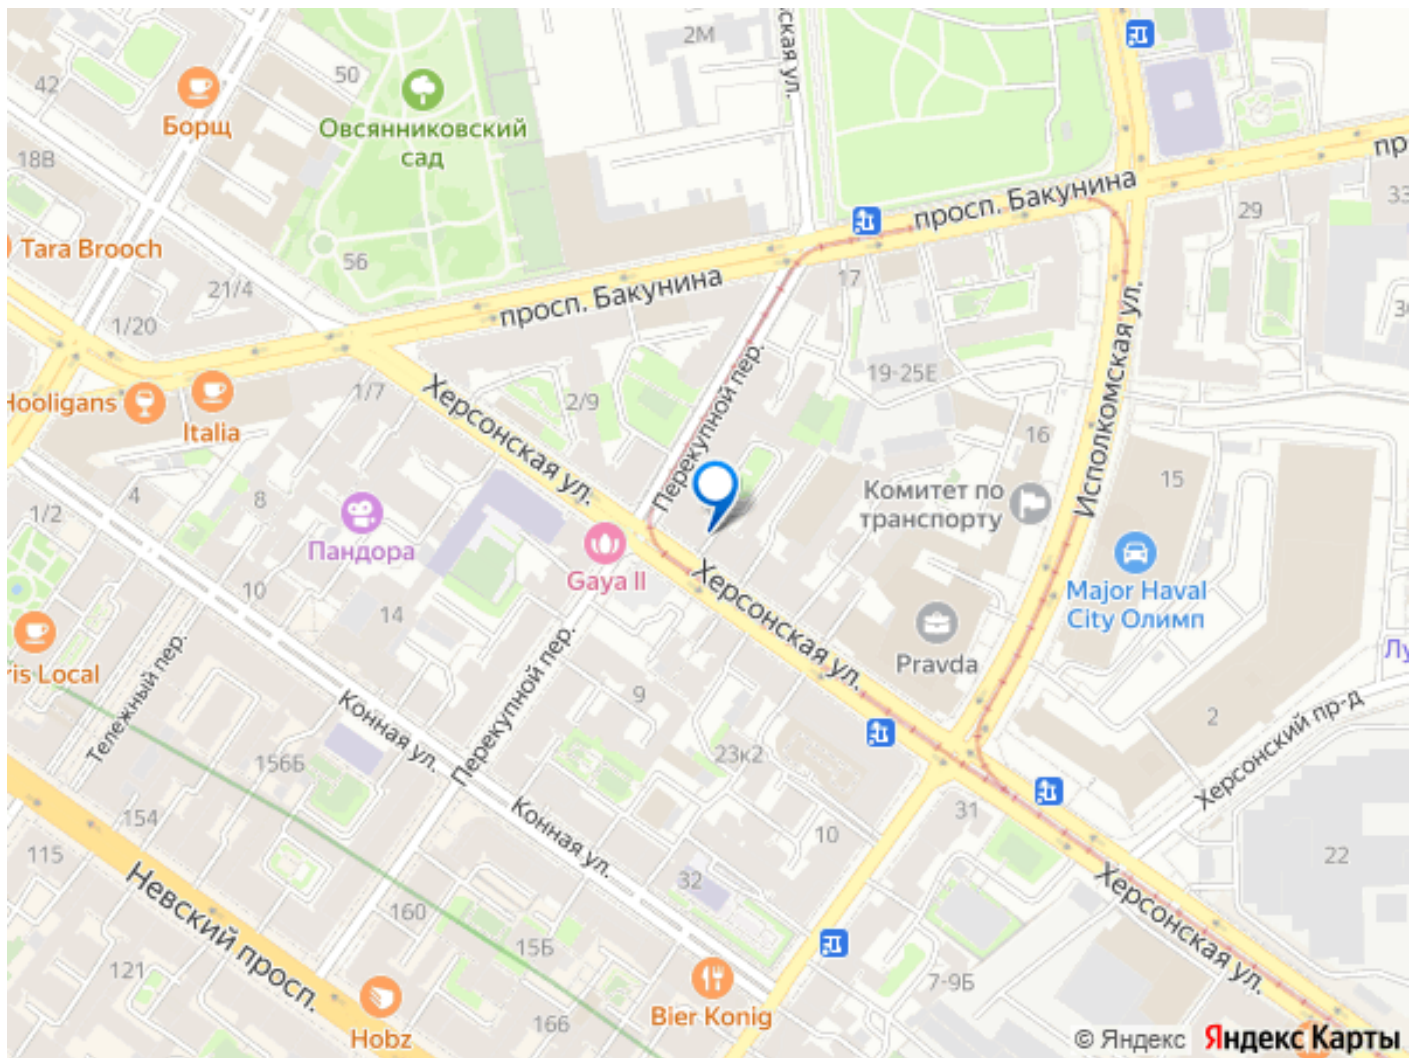 42
50
2М
ская ул.
Борщ
Овсянниковский
сад
18В
просп. Бакунина
пр
33
29
Tara Brooch
56
21/4
17
просп. Бакунина
1/20
Перекупной пер.
Исполкомская ул.
19-25Е
1/7
2/9
Херсонская ул.
Hooligans
Italia
16
15
4
8
1/2
Комитет по
транспорту
Пандора
Gaya II
10
14
Херсонская ул.
Major Haval
City Олимп
ris Local
Pravda
Лу
Тележный пер.
Перекупной пер.
9
2
Херсонский пр-д
Конная ул.
23к2
156Б
154
115
Конная ул.
10
31
22
32
Невский просп.
160
15Б
Херсонская ул.
121
7-9Б
Hobz
166
Bier Konig
© Яндекс Яндекс Карты